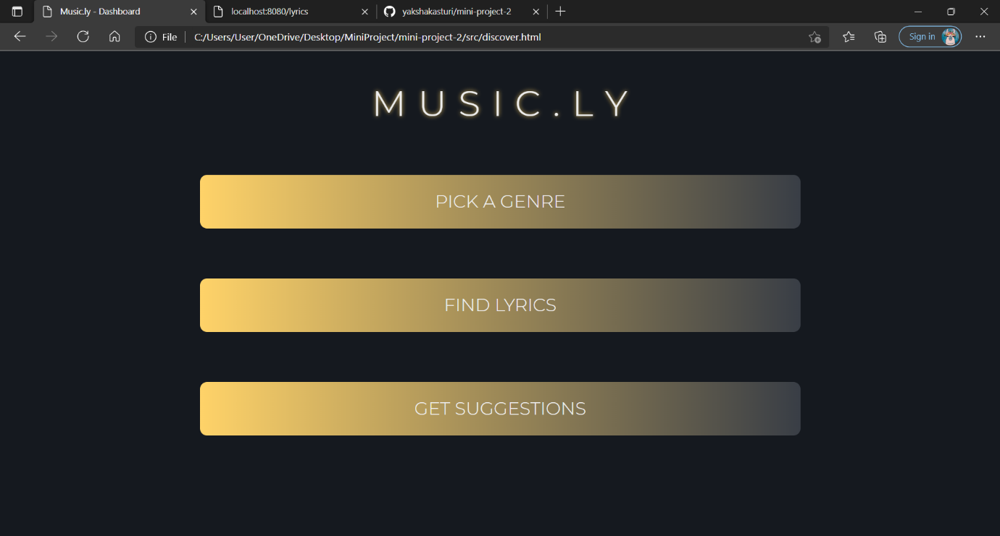 Music.ly - Dashboard
localhost:8080/lyrics
yakshakasturi/mini-project-2
File
C:/Users/User/OneDrive/Desktop/MiniProject/mini-project-2/src/discover.html
Sign in
MUSIC.LY
PICK A GENRE
FIND LYRICS
GET SUGGESTIONS